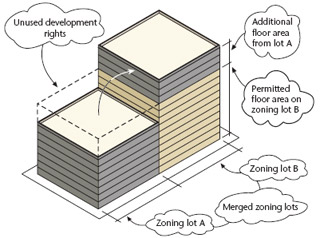 Unused development
rights
Additional
floor area
from lot A
Permitted
floor area on
zoning lot B
Zoning lot B
Merged zoning lots
Zoning lot A